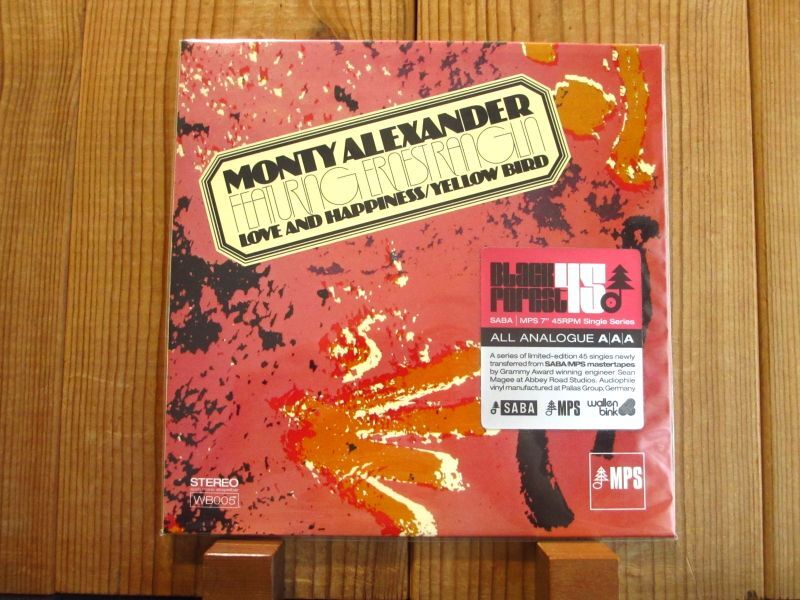 MONTY ALEXANDER
FEATURING ERNEST RANGLIN
LOVE AND HAPPINESS/YELLOW BIRD
Black 45
Forest
SABA | MPS 7" 45RPM Single Series
ALL ANALOGUE A|A|A
A series of limited-edition 45 singles newly
transferred from SABA/MPS mastertapes
by Grammy Award winning engineer Sean
Magee at Abbey Road Studios. Audiophile
vinyl manufactured at Pallas Group, Germany
SABA MPS wallen
bink
STEREO
WB005
MPS